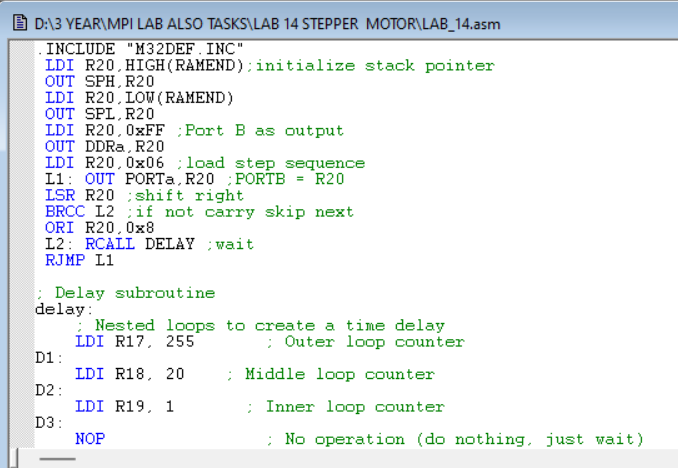 D:\3 YEAR\MPI LAB ALSO TASKS\LAB 14 STEPPER  MOTOR\LAB_14.asm
.INCLUDE "M32DEF.INC"
LDI R20,HIGH(RAMEND);initialize stack pointer
OUT SPH,R20
LDI R20,LOW(RAMEND)
OUT SPL,R20
LDI R20,0xFF ;Port B as output
OUT DDRa,R20
LDI R20,0x06 ;load step sequence
L1: OUT PORTa,R20 ;PORTB = R20
LSR R20 ;shift right
BRCC L2 ;if not carry skip next
ORI R20,0x8
L2: RCALL DELAY ;wait
RJMP L1
; Delay subroutine
delay:
; Nested loops to create a time delay
LDI R17, 255 ; Outer loop counter
D1:
LDI R18, 20 ; Middle loop counter
D2:
LDI R19, 1 ; Inner loop counter
D3:
NOP ; No operation (do nothing, just wait)